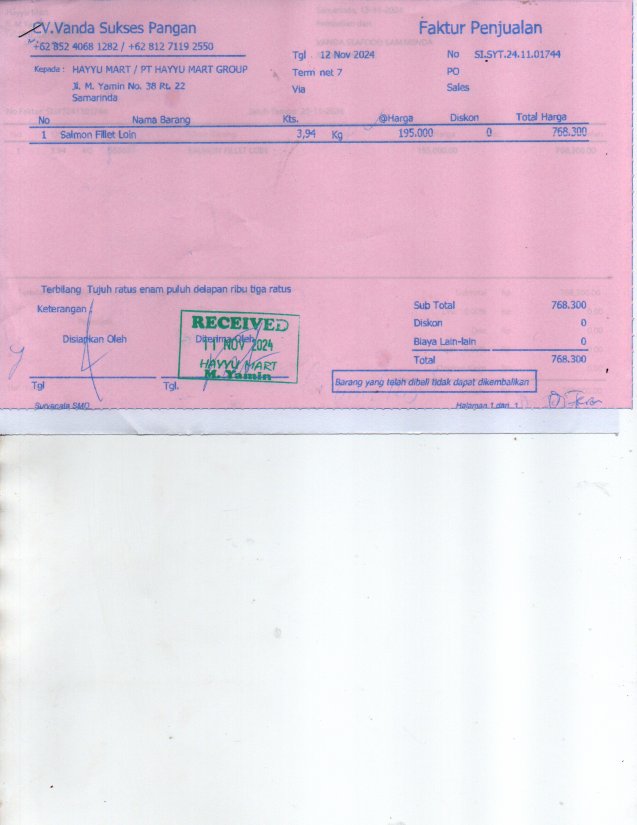 CV.Vanda Sukses Pangan
Faktur Penjualan
+62 852 4068 1282 / +62 812 7119 2550
Tgl 12 Nov 2024
No SI.SYT.24.11.01744
Kepada : HAYYU MART / PT HAYYU MART GROUP
Term net 7
PO
Jl. M. Yamin No. 38 Rt. 22
Via
Sales
Samarinda
No Nama Barang Kts. @Harga Diskon Total Harga
1 Salmon Fillet Loin 3,94 Kg 195.000 0 768.300
Terbilang Tujuh ratus enam puluh delapan ribu tiga ratus
Keterangan :
Sub Total 768.300
Diskon 0
Biaya Lain-lain 0
Total 768.300
Disiapkan Oleh
Diterima Oleh
RECEIVED
11 NOV 2024
HAYYU MART
M. Yamin
Tgl
Tgl.
Barang yang telah dibeli tidak dapat dikembalikan
Suryacala SMD
Halaman 1 dari 1